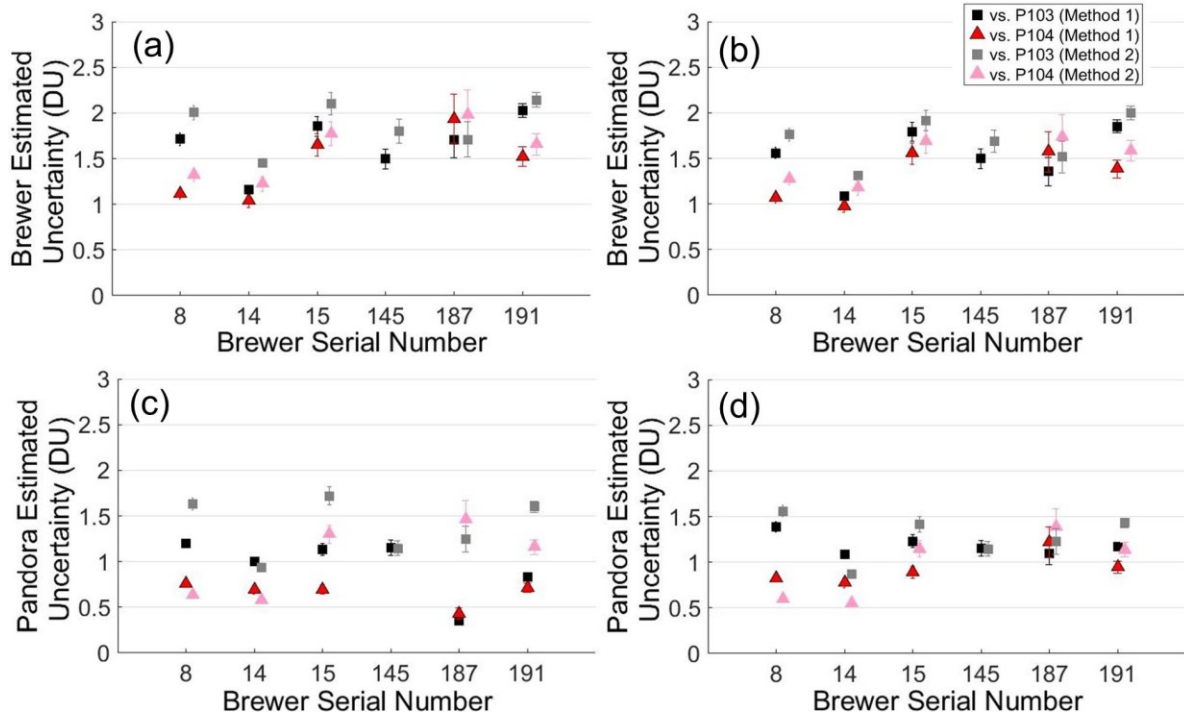 (a)
Brewer Estimated
Uncertainty (DU)
3
2.5
2
1.5
1
0.5
0
8 14 15 145 187 191
Brewer Serial Number
(b)
■ vs. P103 (Method 1)
▲ vs. P104 (Method 1)
■ vs. P103 (Method 2)
▲ vs. P104 (Method 2)
Brewer Estimated
Uncertainty (DU)
3
2.5
2
1.5
1
0.5
0
8 14 15 145 187 191
Brewer Serial Number
(c)
Pandora Estimated
Uncertainty (DU)
3
2.5
2
1.5
1
0.5
0
8 14 15 145 187 191
Brewer Serial Number
(d)
Pandora Estimated
Uncertainty (DU)
3
2.5
2
1.5
1
0.5
0
8 14 15 145 187 191
Brewer Serial Number